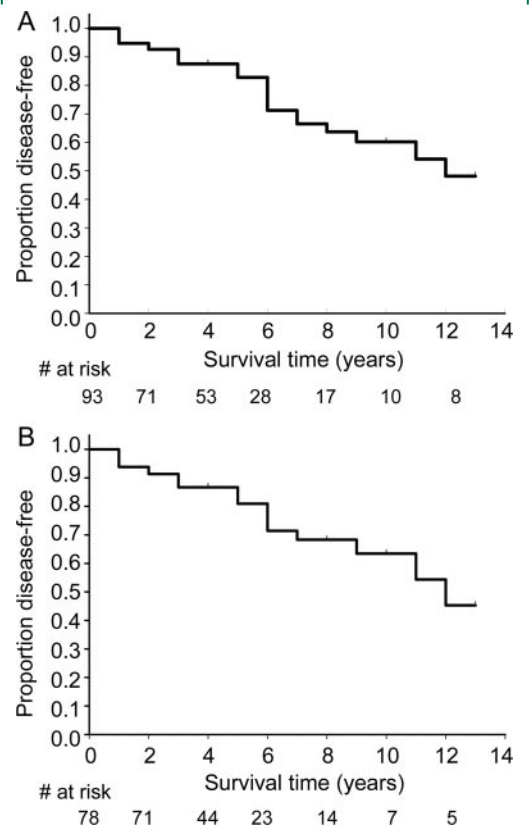 A
Proportion disease-free
1.0
0.9
0.8
0.7
0.6
0.5
0.4
0.3
0.2
0.1
0.0
0 2 4 6 8 10 12 14
Survival time (years)
# at risk
93 71 53 28 17 10 8
B
Proportion disease-free
1.0
0.9
0.8
0.7
0.6
0.5
0.4
0.3
0.2
0.1
0.0
0 2 4 6 8 10 12 14
Survival time (years)
# at risk
78 71 44 23 14 7 5